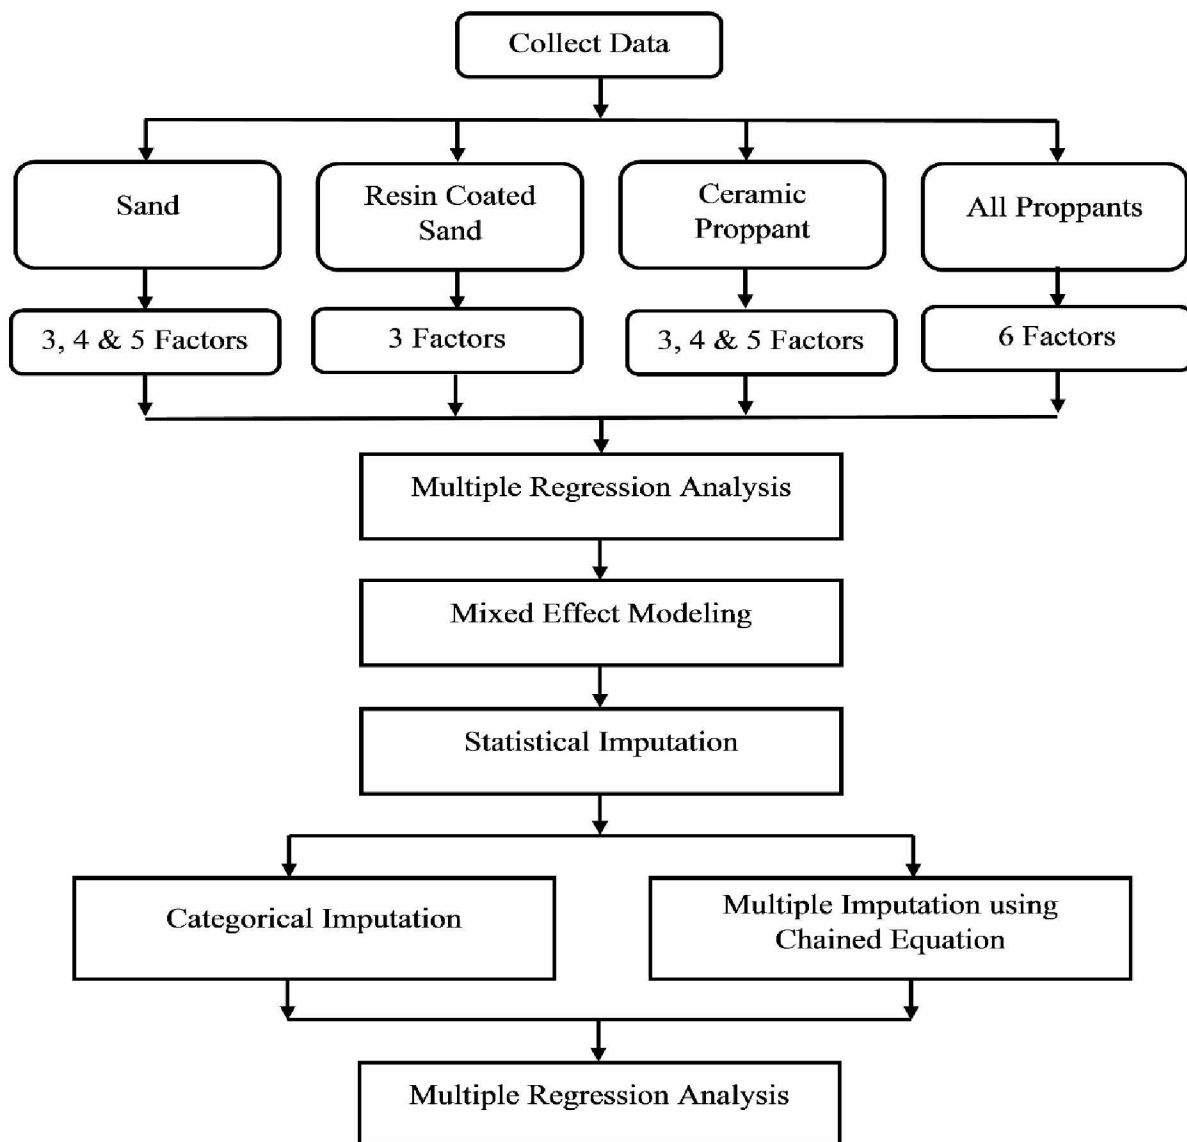 Collect Data
Sand
Resin Coated
Sand
Ceramic
Proppant
All Proppants
3, 4 & 5 Factors
3 Factors
3, 4 & 5 Factors
6 Factors
Multiple Regression Analysis
Mixed Effect Modeling
Statistical Imputation
Categorical Imputation
Multiple Imputation using
Chained Equation
Multiple Regression Analysis